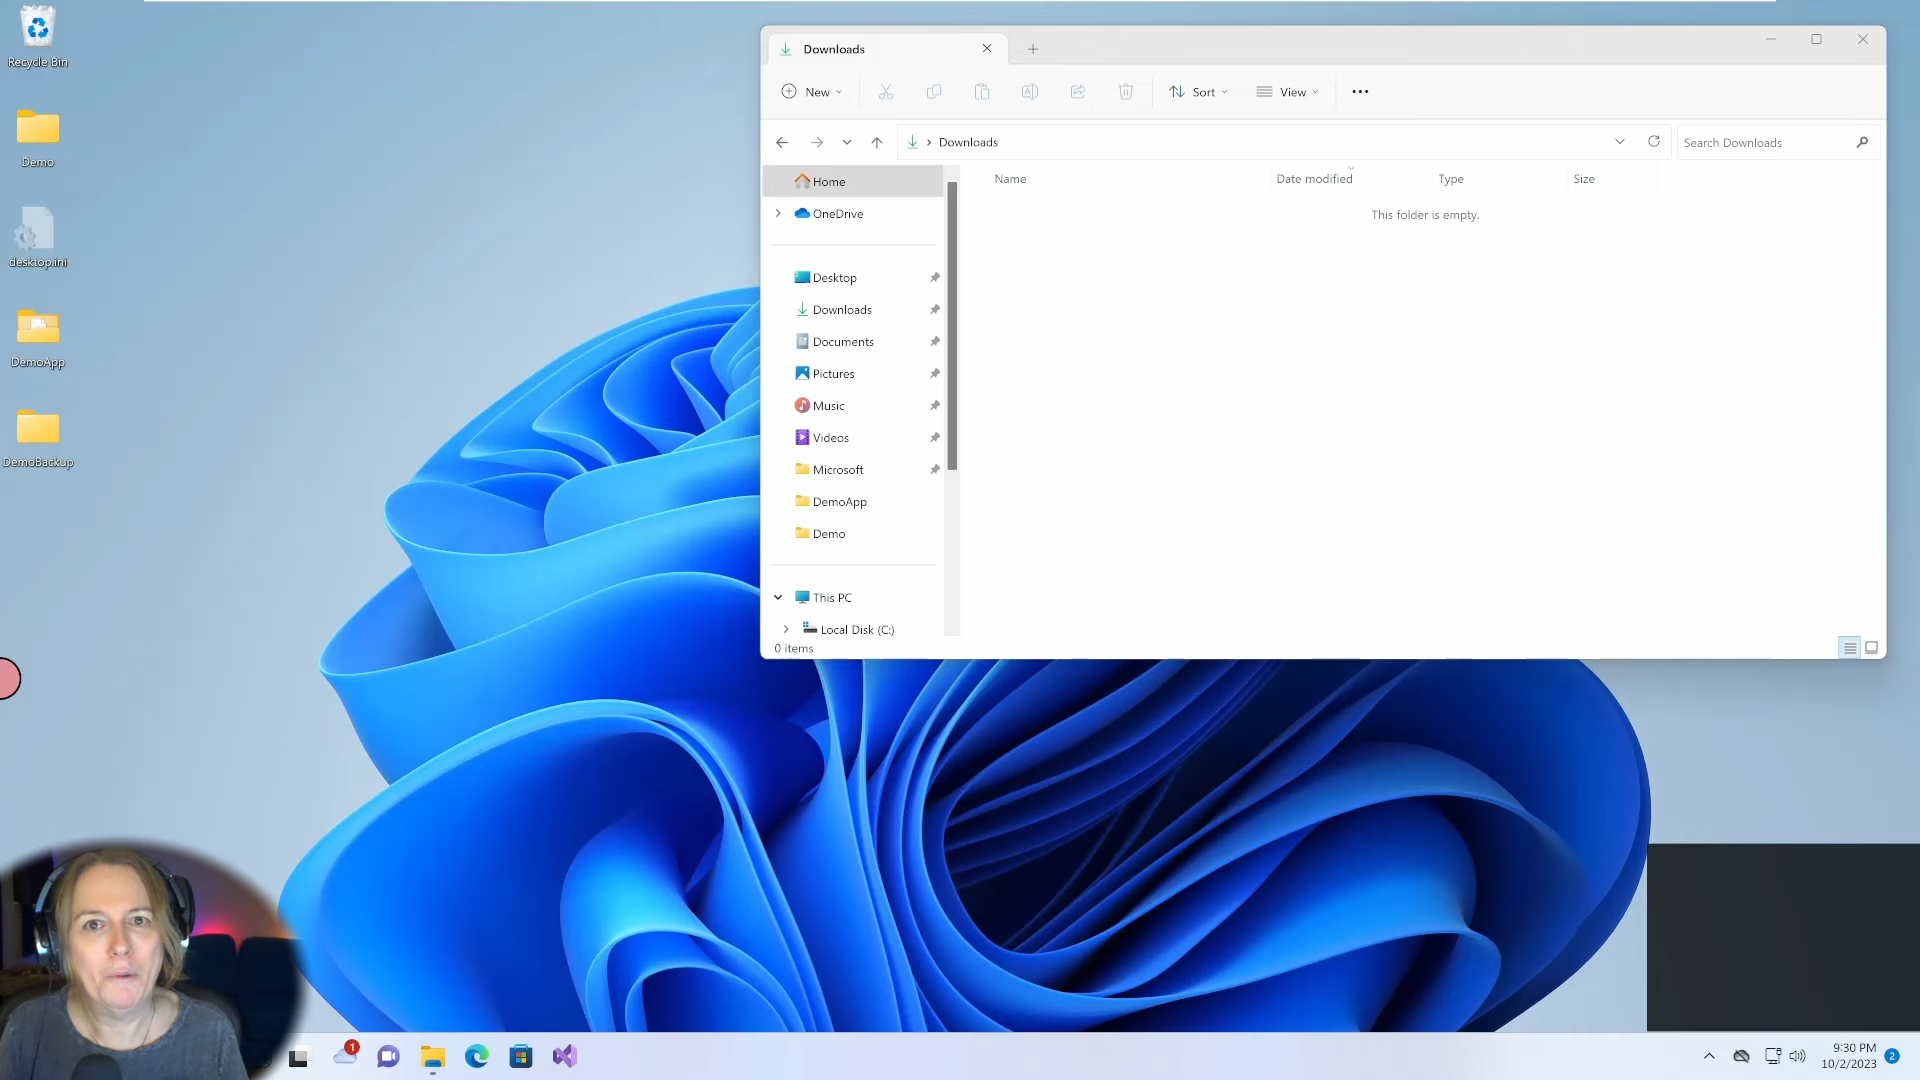 Recycle Bin
Demo
desktop.ini
DemoApp
DemoBackup
Downloads
New
Sort
View
Downloads
Search Downloads
Home
OneDrive
Desktop
Downloads
Documents
Pictures
Music
Videos
Microsoft
DemoApp
Demo
This PC
Local Disk (C:)
Name
Date modified
Type
Size
This folder is empty.
0 items
1
9:30 PM
10/2/2023
2